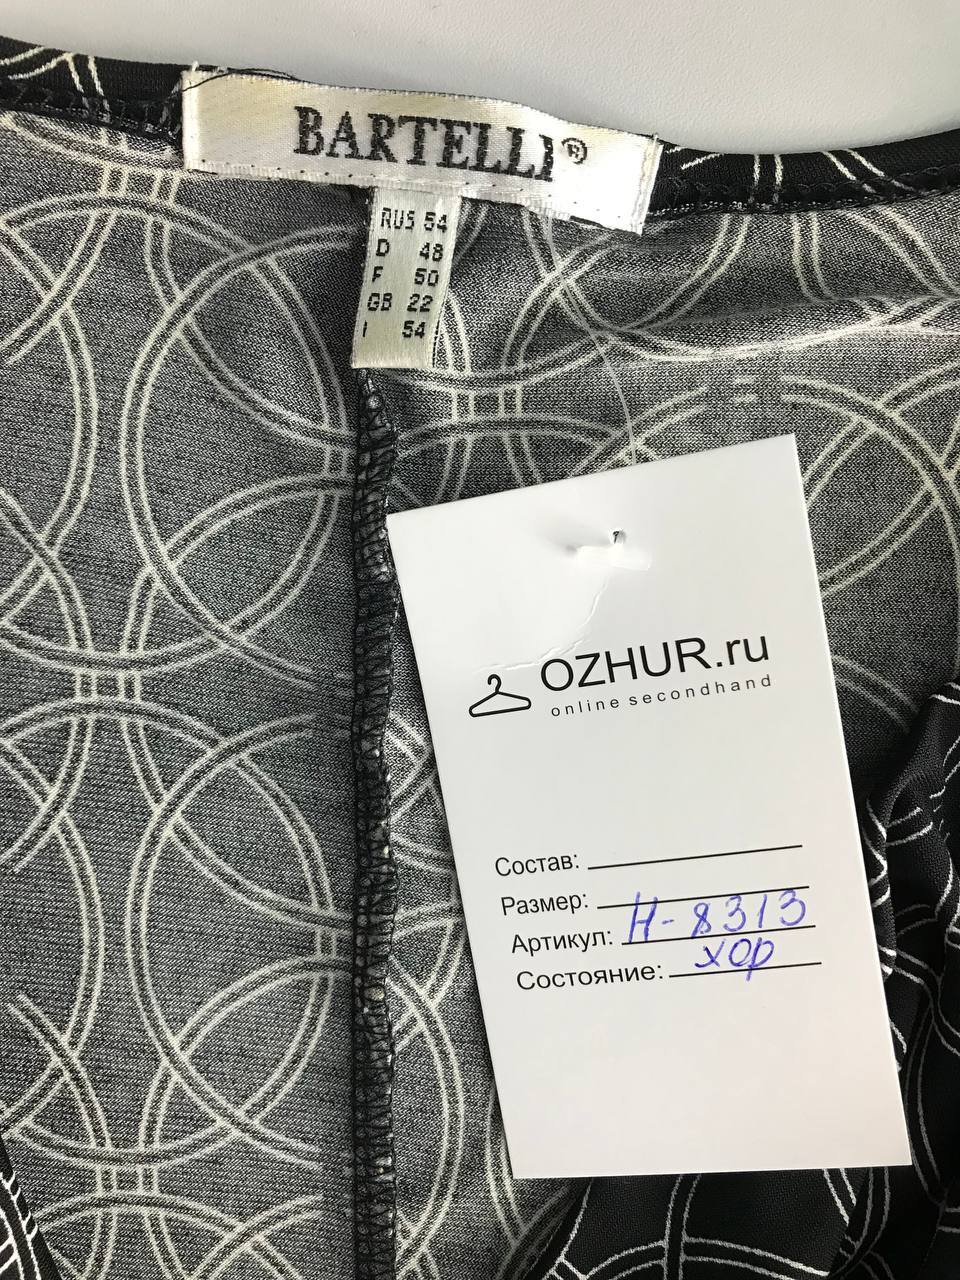 BARTELLI®
RUS 54
D 48
F 50
GB 22
I 54
OZHUR.ru
online secondhand
Состав:
Размер:
Артикул: Н-8313
Состояние: хор